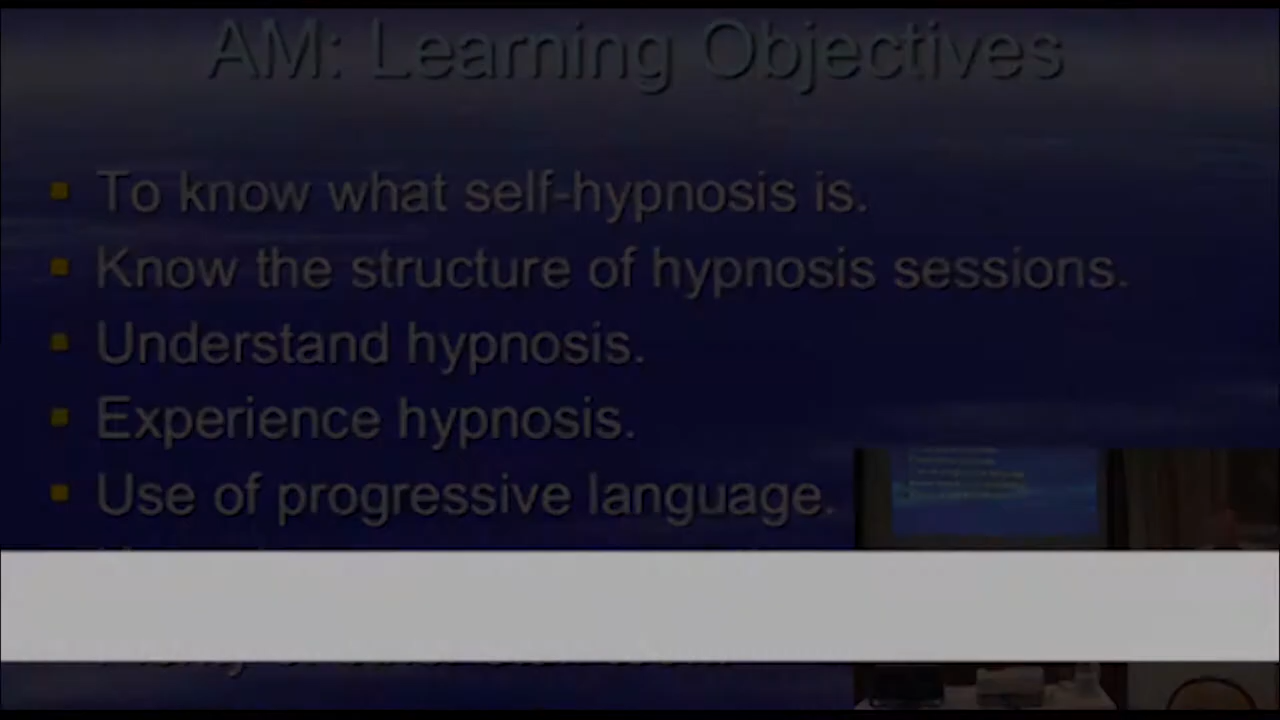 AM: Learning Objectives
To know what self-hypnosis is.
Know the structure of hypnosis sessions.
Understand hypnosis.
Experience hypnosis.
Use of progressive language.